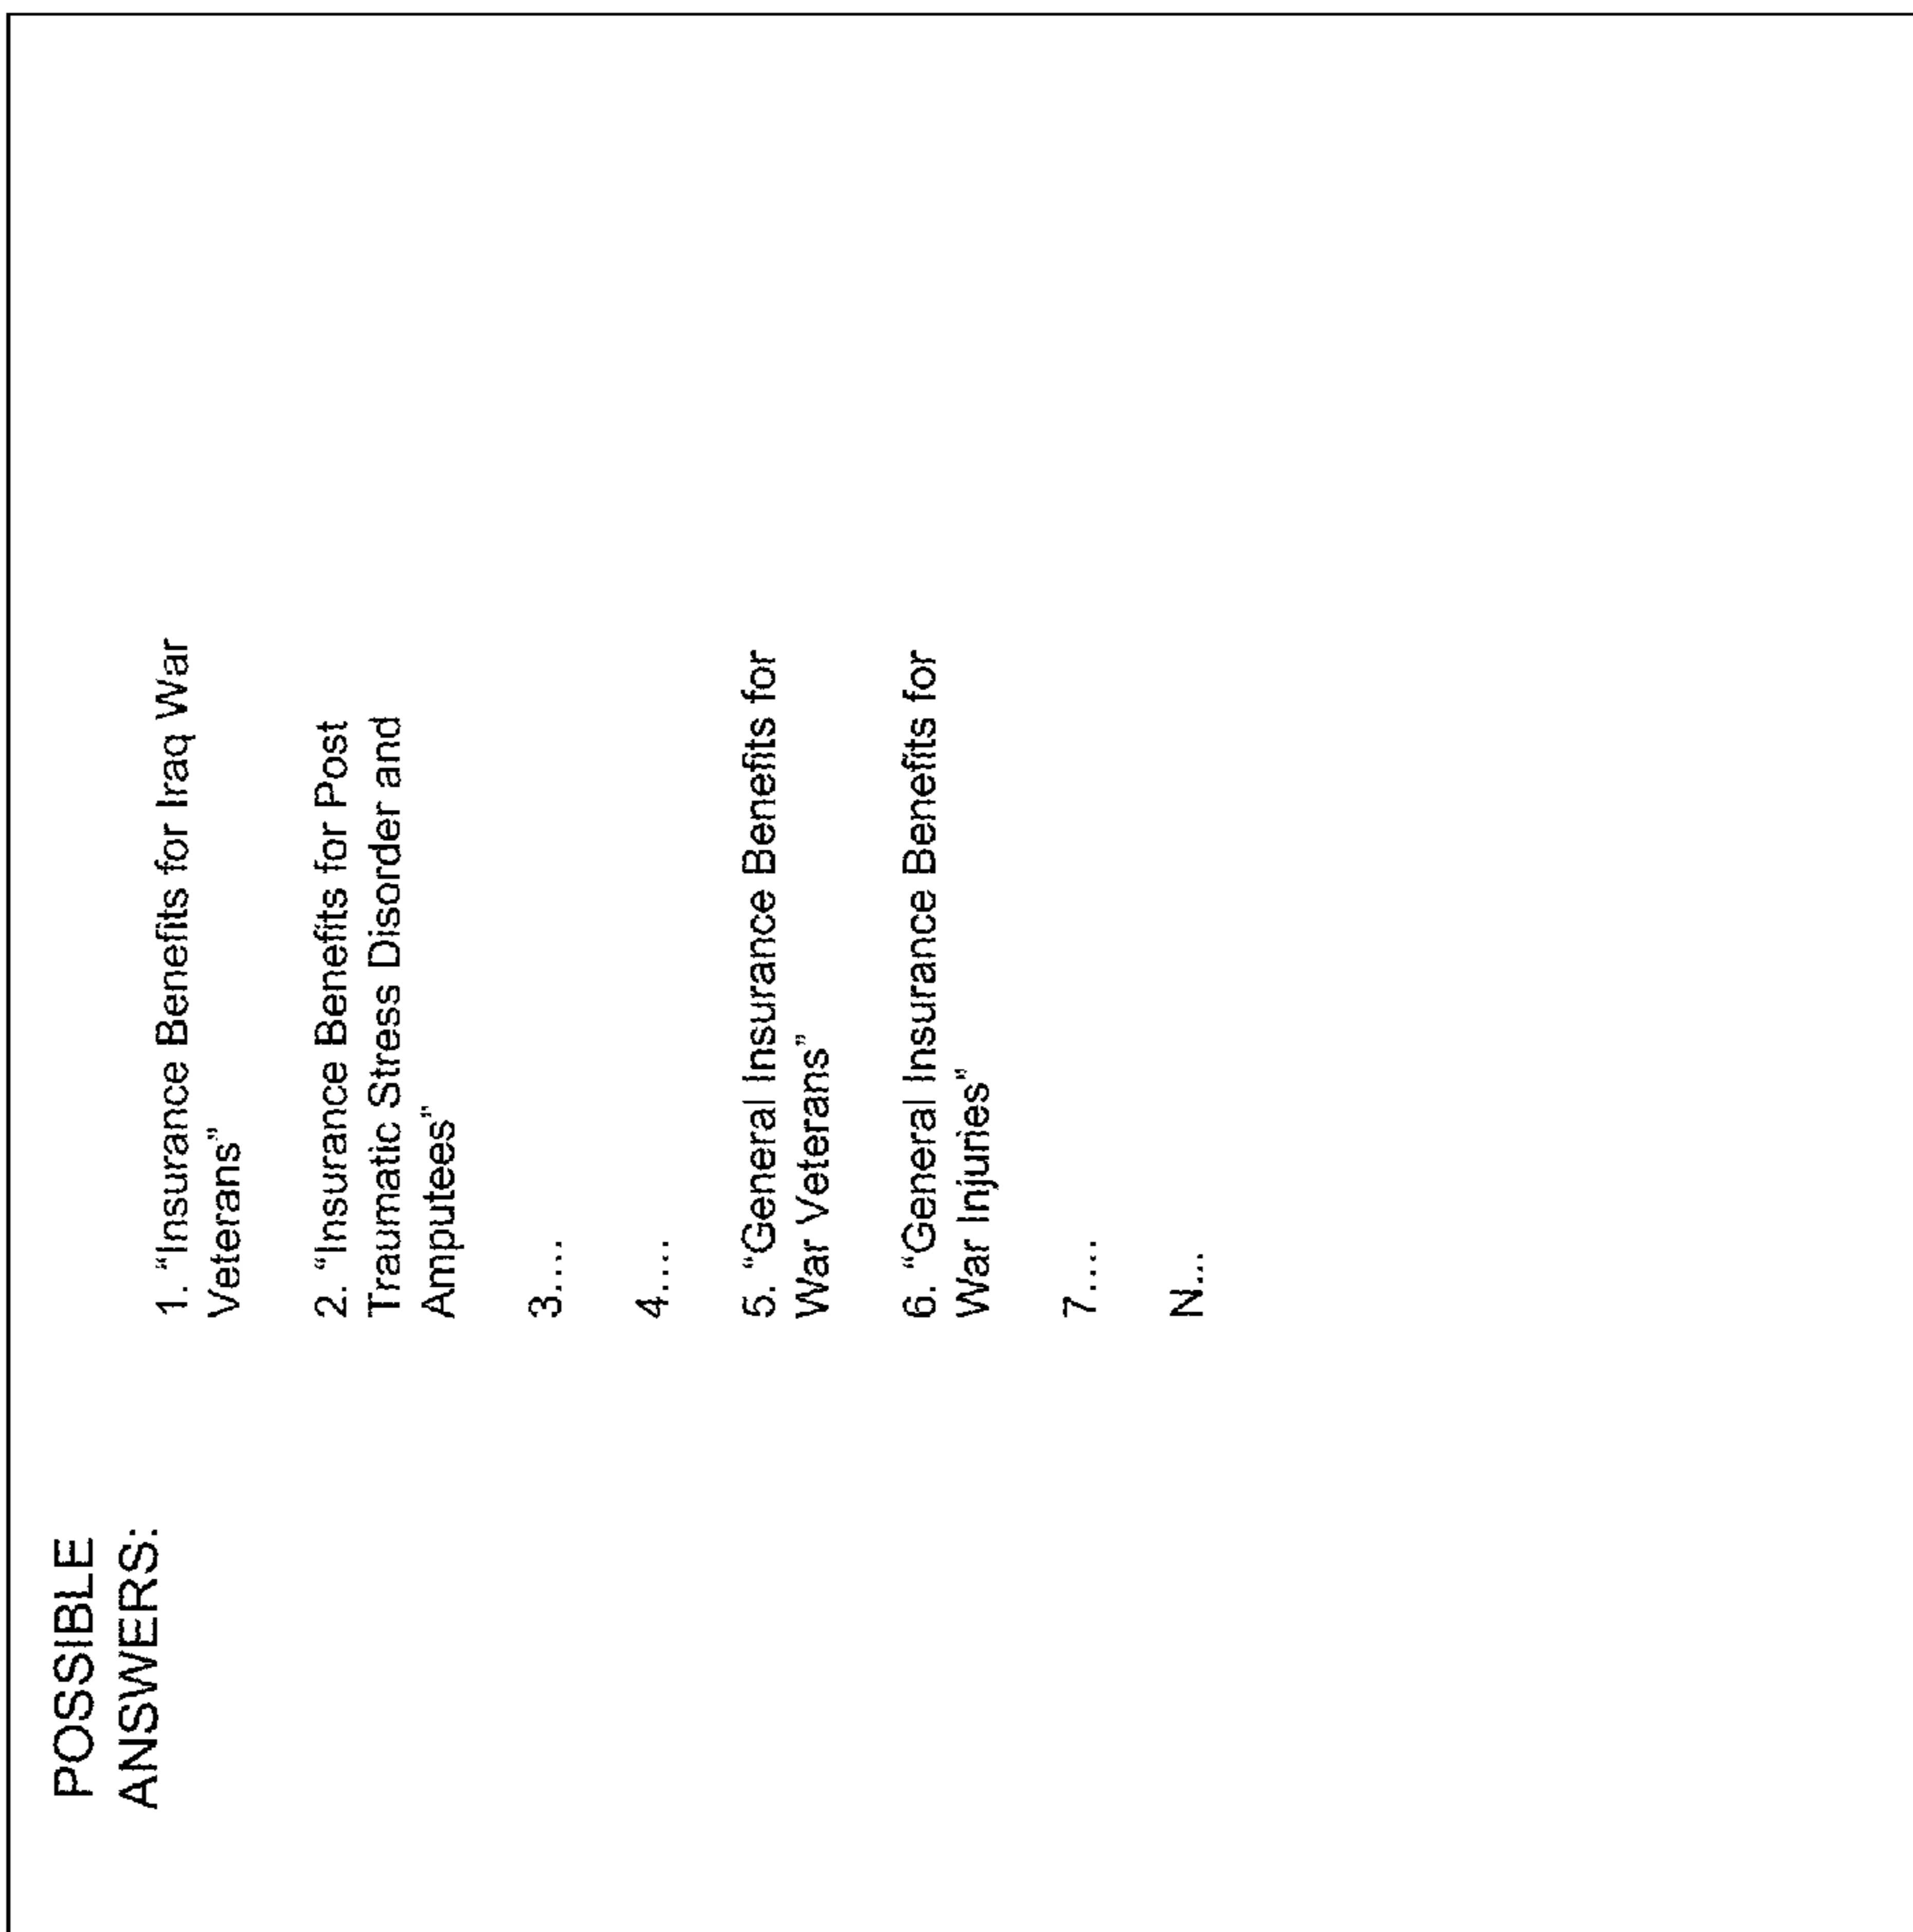 POSSIBLE
ANSWERS:
1. “Insurance Benefits for Iraq War
Veterans”
2. “Insurance Benefits for Post
Traumatic Stress Disorder and
Amputees”
3....
4....
5. “General Insurance Benefits for
War Veterans”
6. “General Insurance Benefits for
War Injuries”
7....
N...